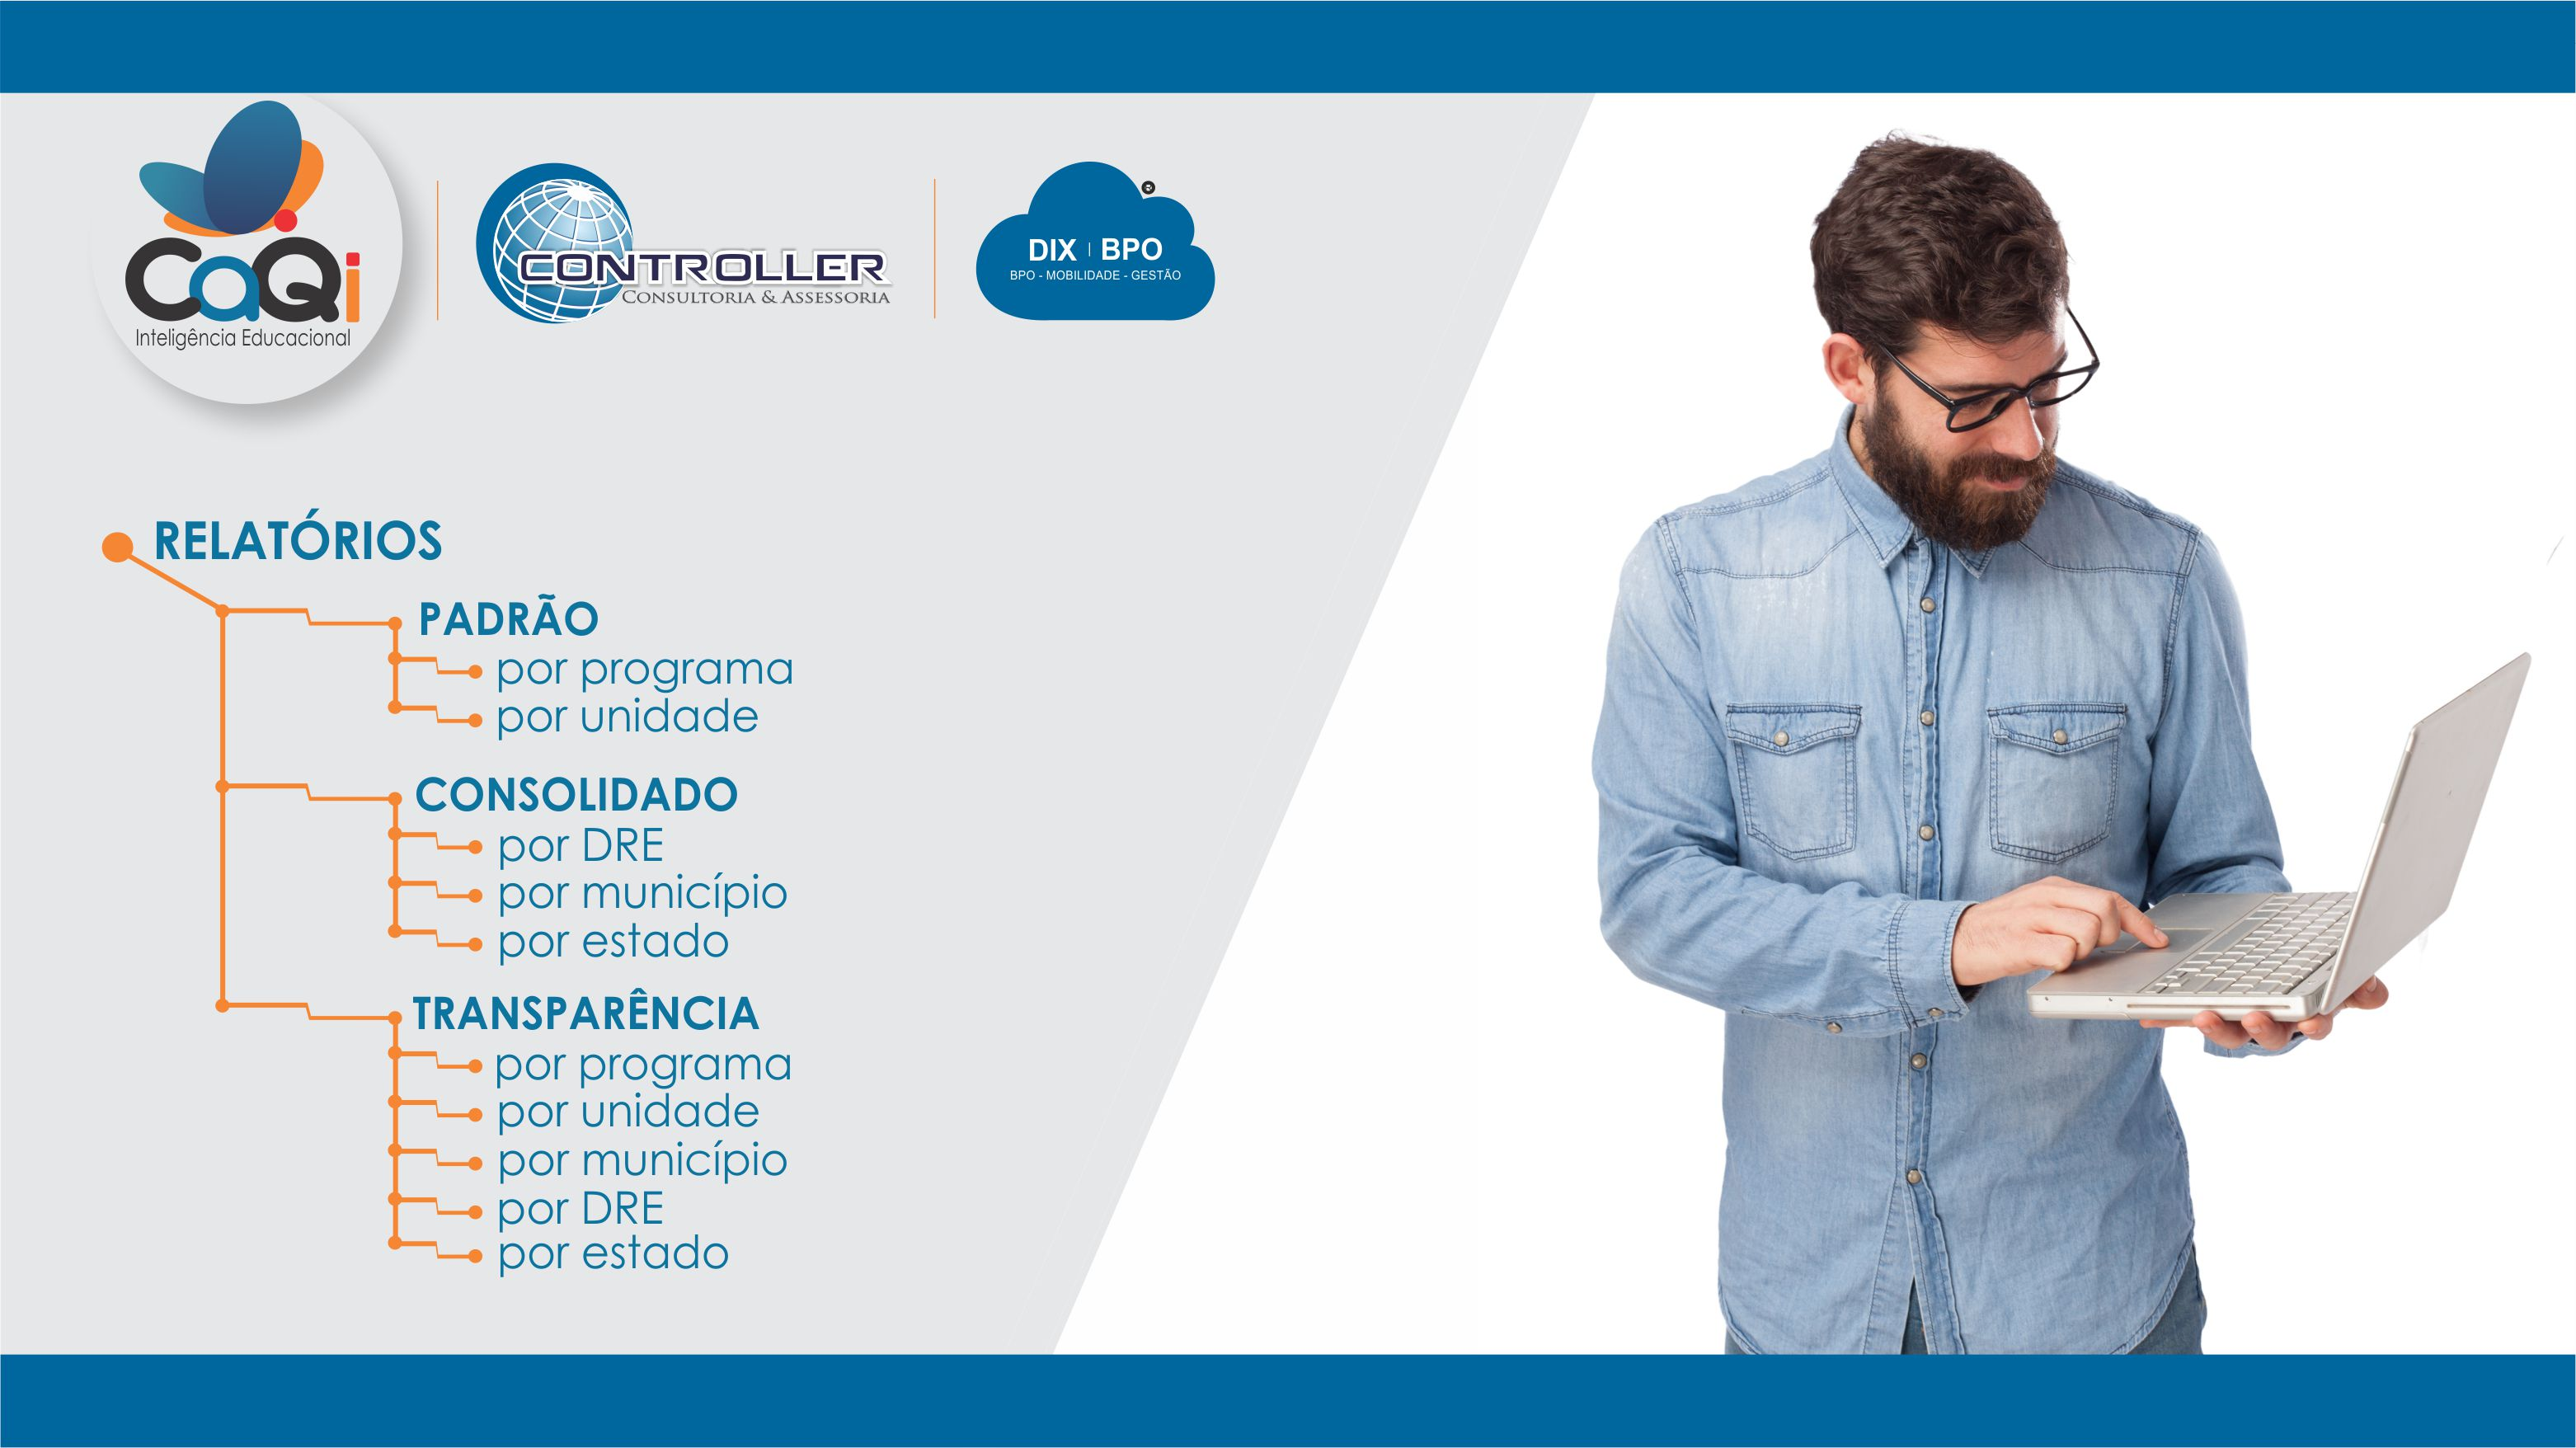 CaQi
Inteligência Educacional
CONTROLLER
CONSULTORIA & ASSESSORIA
DIX | BPO
BPO - MOBILIDADE - GESTÃO
RELATÓRIOS
PADRÃO
por programa
por unidade
CONSOLIDADO
por DRE
por município
por estado
TRANSPARÊNCIA
por programa
por unidade
por município
por DRE
por estado